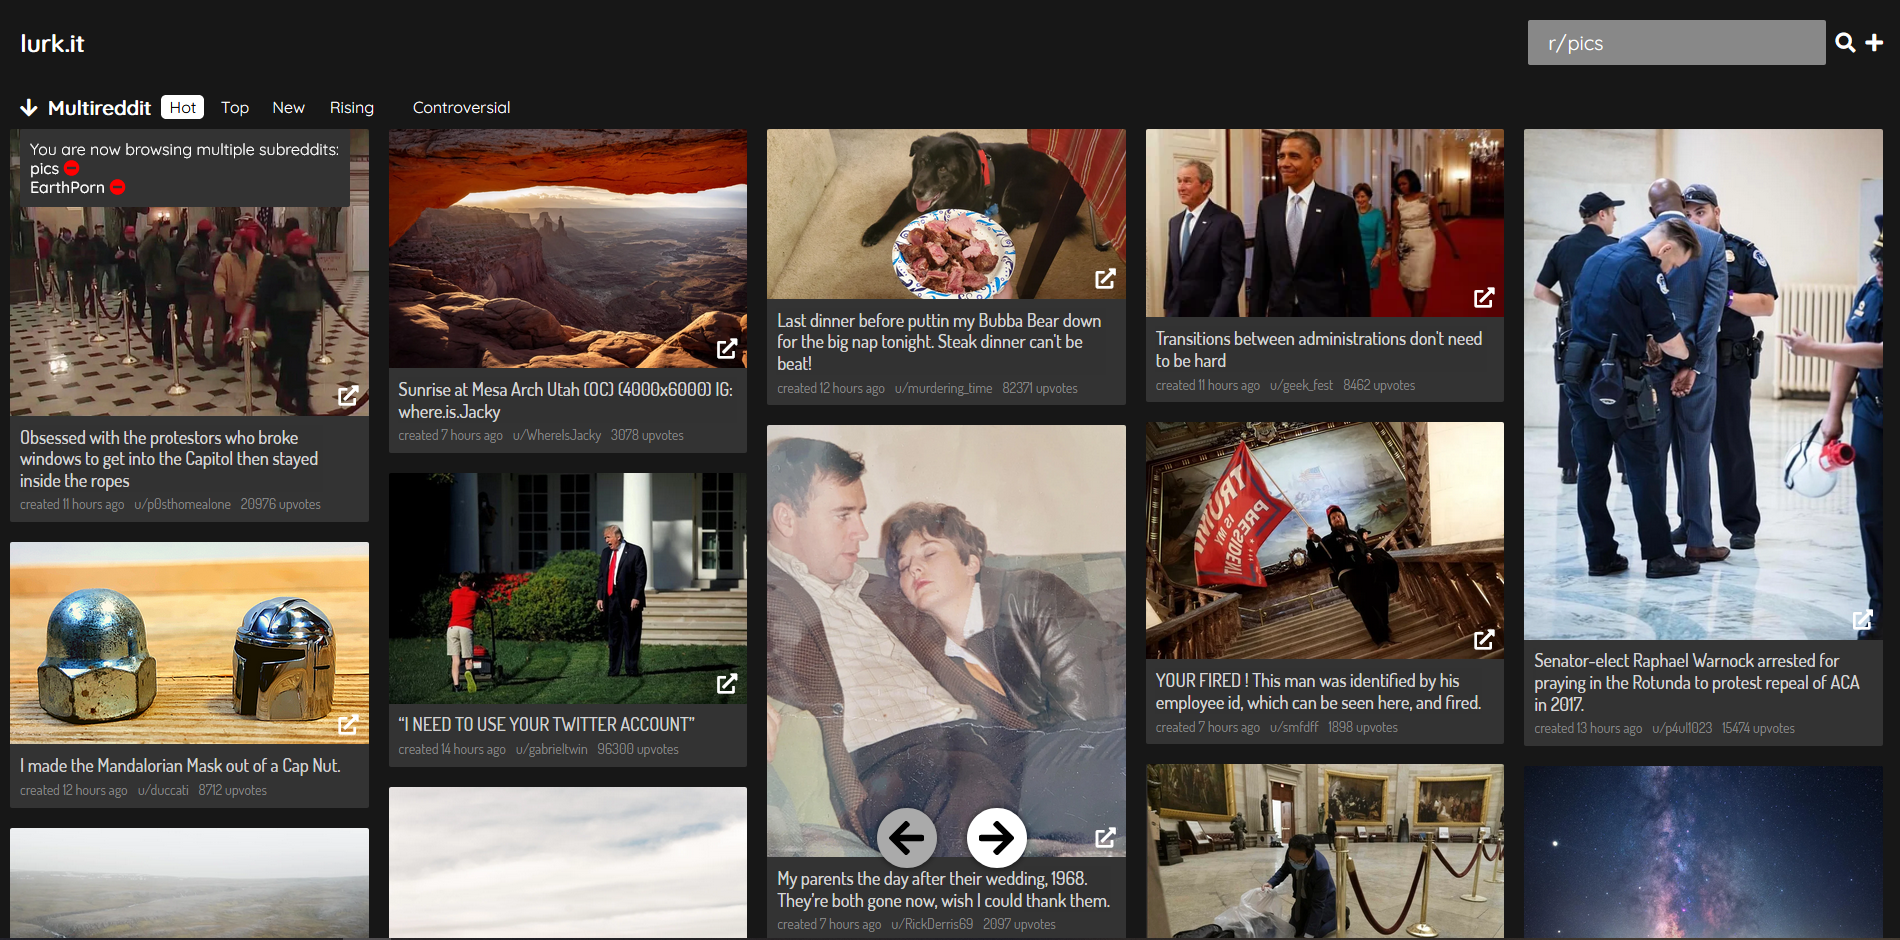 lurk.it
r/pics
Multireddit
Hot
Top
New
Rising
Controversial
You are now browsing multiple subreddits:
pics
EarthPorn
Obsessed with the protestors who broke
windows to get into the Capitol then stayed
inside the ropes
created 11 hours ago u/p0sthomealone 20976 upvotes
I made the Mandalorian Mask out of a Cap Nut.
created 12 hours ago u/duccati 8712 upvotes
Sunrise at Mesa Arch Utah (OC) (4000x6000) IG:
where.is.Jacky
created 7 hours ago u/WhereIsJacky 3078 upvotes
“I NEED TO USE YOUR TWITTER ACCOUNT”
created 14 hours ago u/gabrieltwin 96300 upvotes
Last dinner before puttin my Bubba Bear down
for the big nap tonight. Steak dinner can't be
beat!
created 12 hours ago u/murdering_time 82371 upvotes
My parents the day after their wedding, 1968.
They're both gone now, wish I could thank them.
created 7 hours ago u/RickDerris69 2097 upvotes
Transitions between administrations don't need
to be hard
created 11 hours ago u/geek_fest 8462 upvotes
TRUMP
IS MY
PRESIDENT
YOUR FIRED ! This man was identified by his
employee id, which can be seen here, and fired.
created 7 hours ago u/smfdff 1898 upvotes
Senator-elect Raphael Warnock arrested for
praying in the Rotunda to protest repeal of ACA
in 2017.
created 13 hours ago u/p4ul1023 15474 upvotes